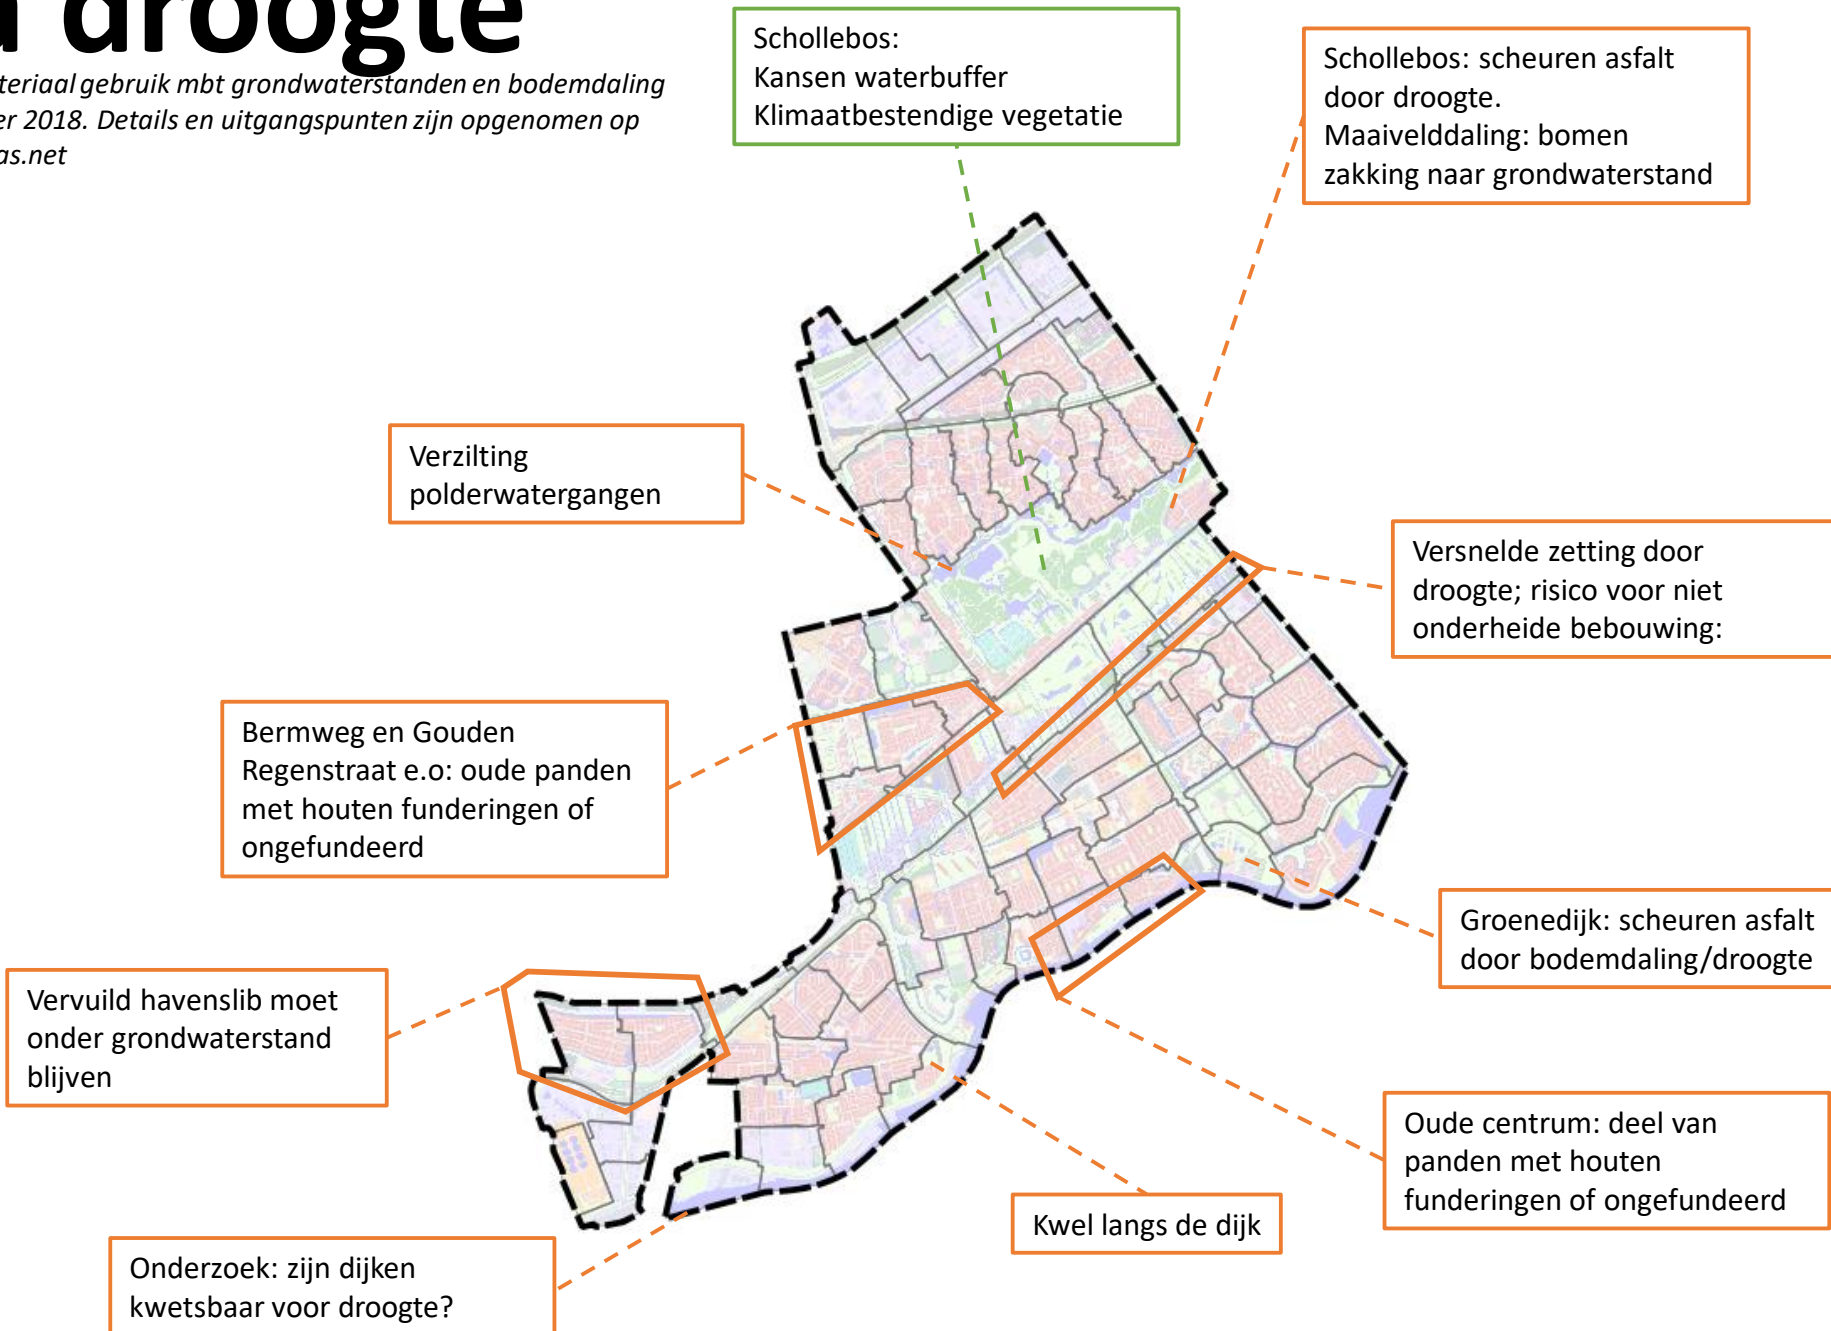 droogte
teriaal gebruik mbt grondwaterstanden en bodemdaling
er 2018. Details en uitgangspunten zijn opgenomen op
as.net
Schollebos:
Kansen waterbuffer
Klimaatbestendige vegetatie
Schollebos: scheuren asfalt
door droogte.
Maaivelddaling: bomen
zakking naar grondwaterstand
Verzilting
polderwatergangen
Versnelde zetting door
droogte; risico voor niet
onderheide bebouwing:
Bermweg en Gouden
Regenstraat e.o: oude panden
met houten funderingen of
ongefundeerd
Groenedijk: scheuren asfalt
door bodemdaling/droogte
Vervuild havenslib moet
onder grondwaterstand
blijven
Oude centrum: deel van
panden met houten
funderingen of ongefundeerd
Kwel langs de dijk
Onderzoek: zijn dijken
kwetsbaar voor droogte?